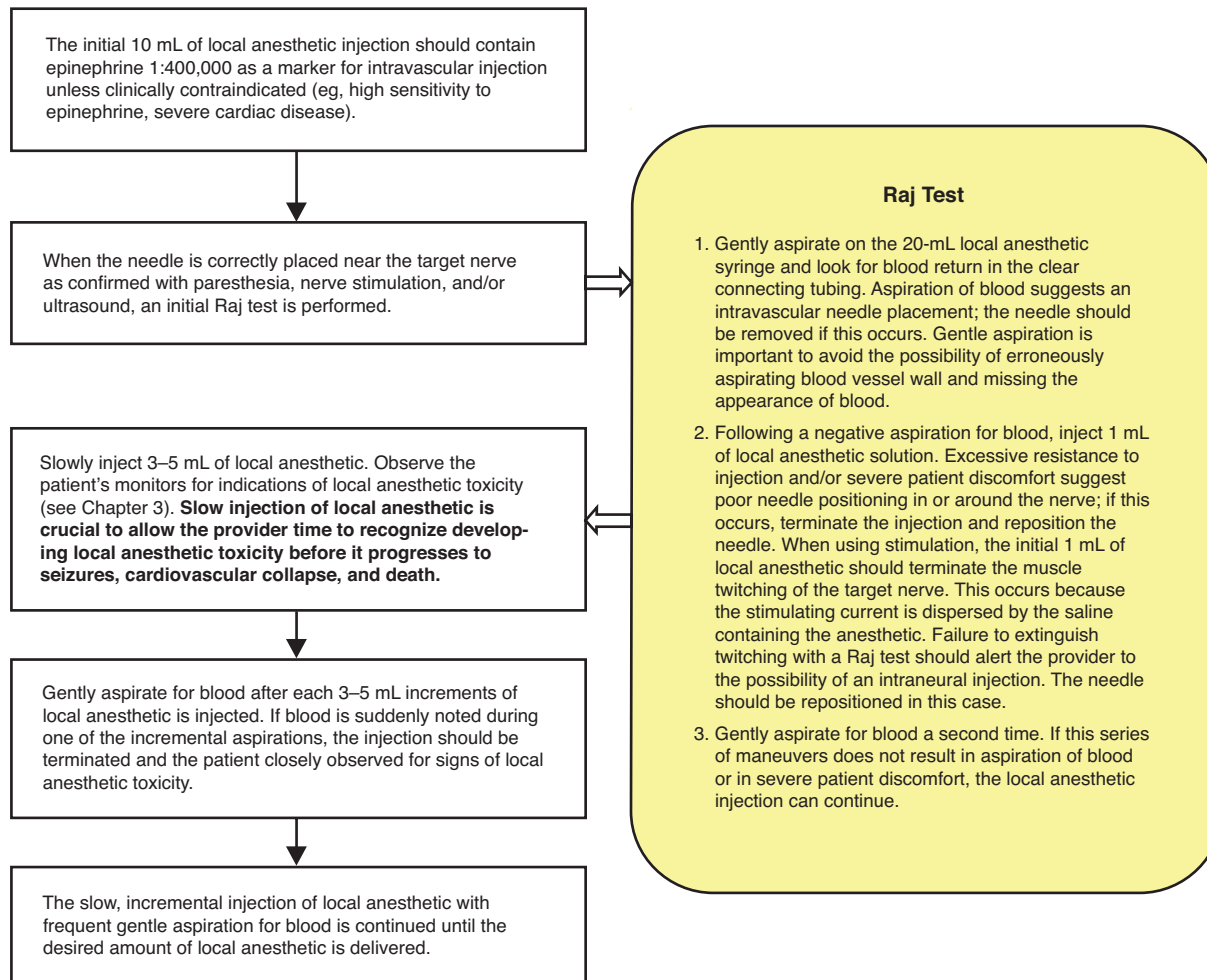 The initial 10 mL of local anesthetic injection should contain
epinephrine 1:400,000 as a marker for intravascular injection
unless clinically contraindicated (eg, high sensitivity to
epinephrine, severe cardiac disease).
When the needle is correctly placed near the target nerve
as confirmed with paresthesia, nerve stimulation, and/or
ultrasound, an initial Raj test is performed.
Raj Test
1. Gently aspirate on the 20-mL local anesthetic
syringe and look for blood return in the clear
connecting tubing. Aspiration of blood suggests an
intravascular needle placement; the needle should
be removed if this occurs. Gentle aspiration is
important to avoid the possibility of erroneously
aspirating blood vessel wall and missing the
appearance of blood.
2. Following a negative aspiration for blood, inject 1 mL
of local anesthetic solution. Excessive resistance to
injection and/or severe patient discomfort suggest
poor needle positioning in or around the nerve; if this
occurs, terminate the injection and reposition the
needle. When using stimulation, the initial 1 mL of
local anesthetic should terminate the muscle
twitching of the target nerve. This occurs because
the stimulating current is dispersed by the saline
containing the anesthetic. Failure to extinguish
twitching with a Raj test should alert the provider to
the possibility of an intraneural injection. The needle
should be repositioned in this case.
3. Gently aspirate for blood a second time. If this series
of maneuvers does not result in aspiration of blood
or in severe patient discomfort, the local anesthetic
injection can continue.
Slowly inject 3–5 mL of local anesthetic. Observe the
patient's monitors for indications of local anesthetic toxicity
(see Chapter 3). Slow injection of local anesthetic is
crucial to allow the provider time to recognize develop-
ing local anesthetic toxicity before it progresses to
seizures, cardiovascular collapse, and death.
Gently aspirate for blood after each 3–5 mL increments of
local anesthetic is injected. If blood is suddenly noted during
one of the incremental aspirations, the injection should be
terminated and the patient closely observed for signs of local
anesthetic toxicity.
The slow, incremental injection of local anesthetic with
frequent gentle aspiration for blood is continued until the
desired amount of local anesthetic is delivered.